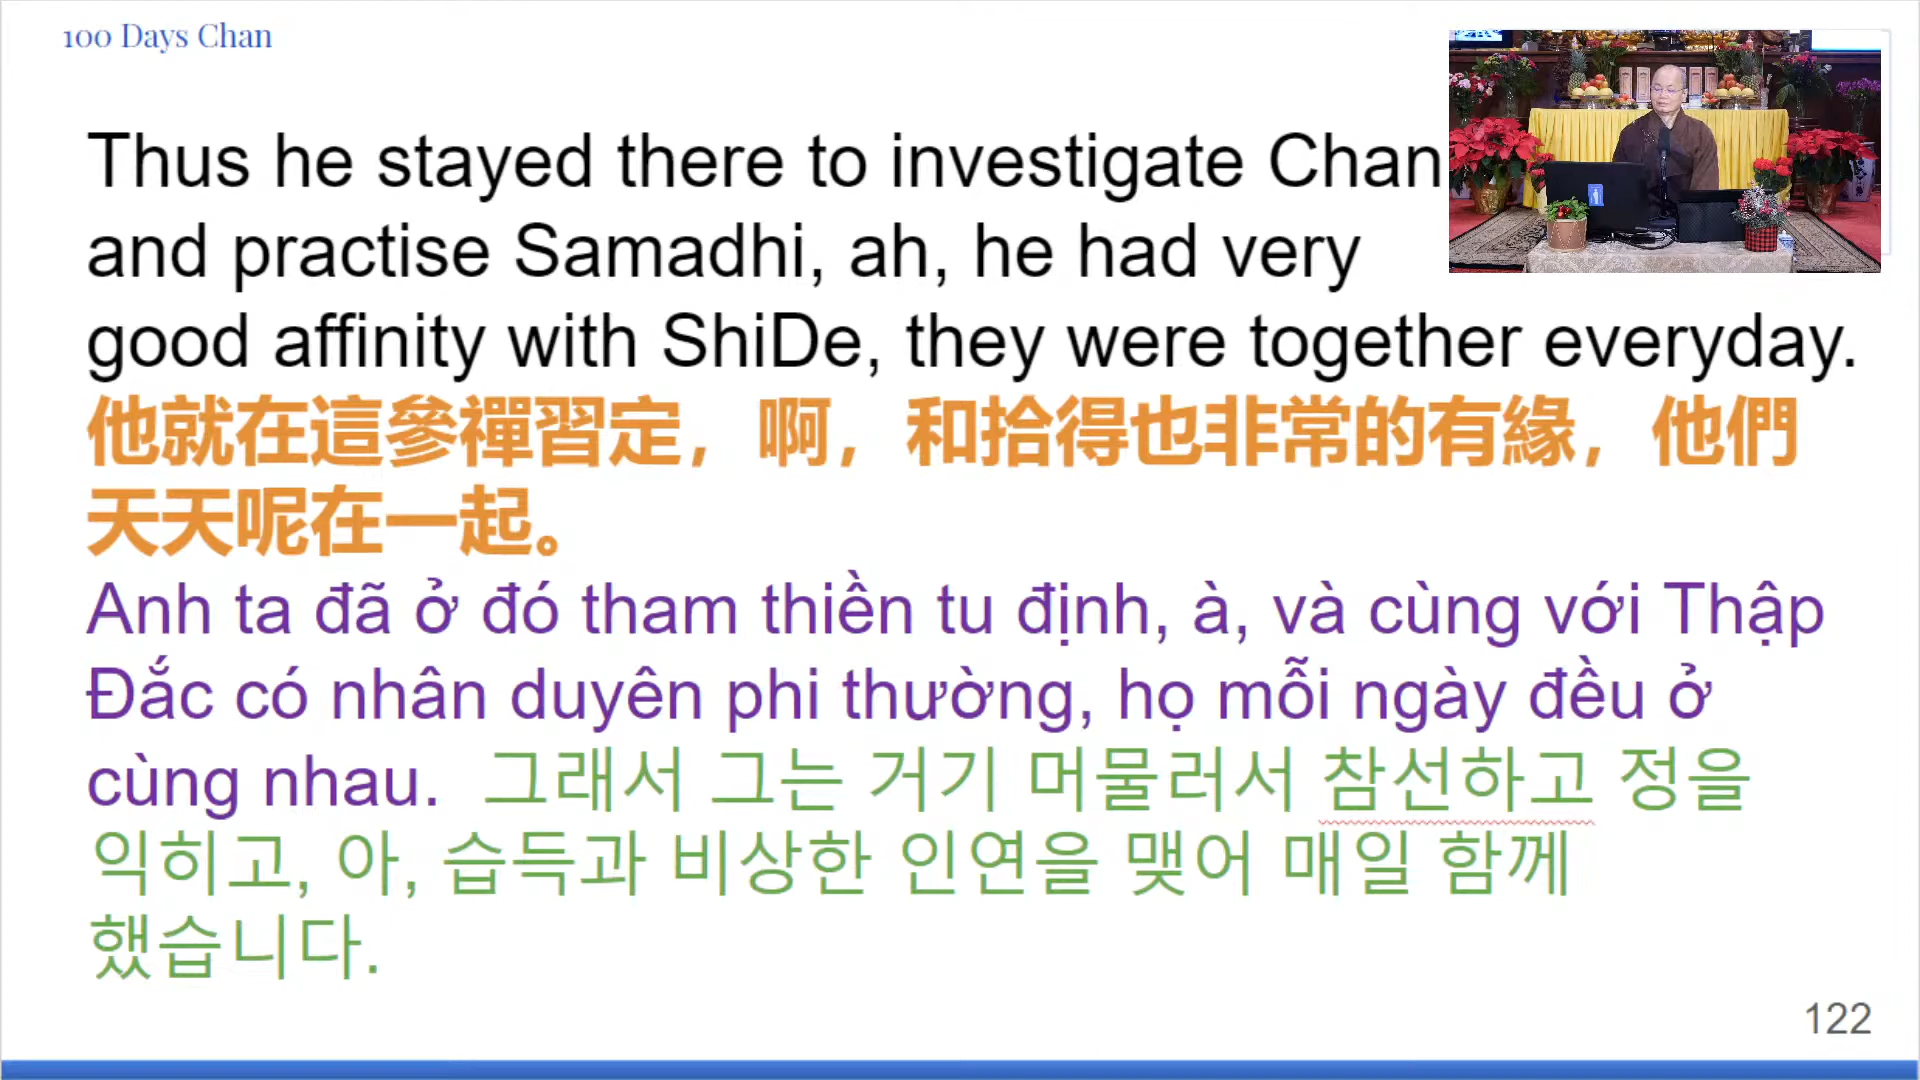 100 Days Chan
Thus he stayed there to investigate Chan
and practise Samadhi, ah, he had very
good affinity with ShiDe, they were together everyday.
他就在這參禪習定，啊，和拾得也非常的有緣，他們
天天呢在一起。
Anh ta đã ở đó tham thiền tu định, à, và cùng với Thập
Đắc có nhân duyên phi thường, họ mỗi ngày đều ở
cùng nhau. 그래서 그는 거기 머물러서 참선하고 정을
익히고, 아, 습득과 비상한 인연을 맺어 매일 함께
했습니다.
122